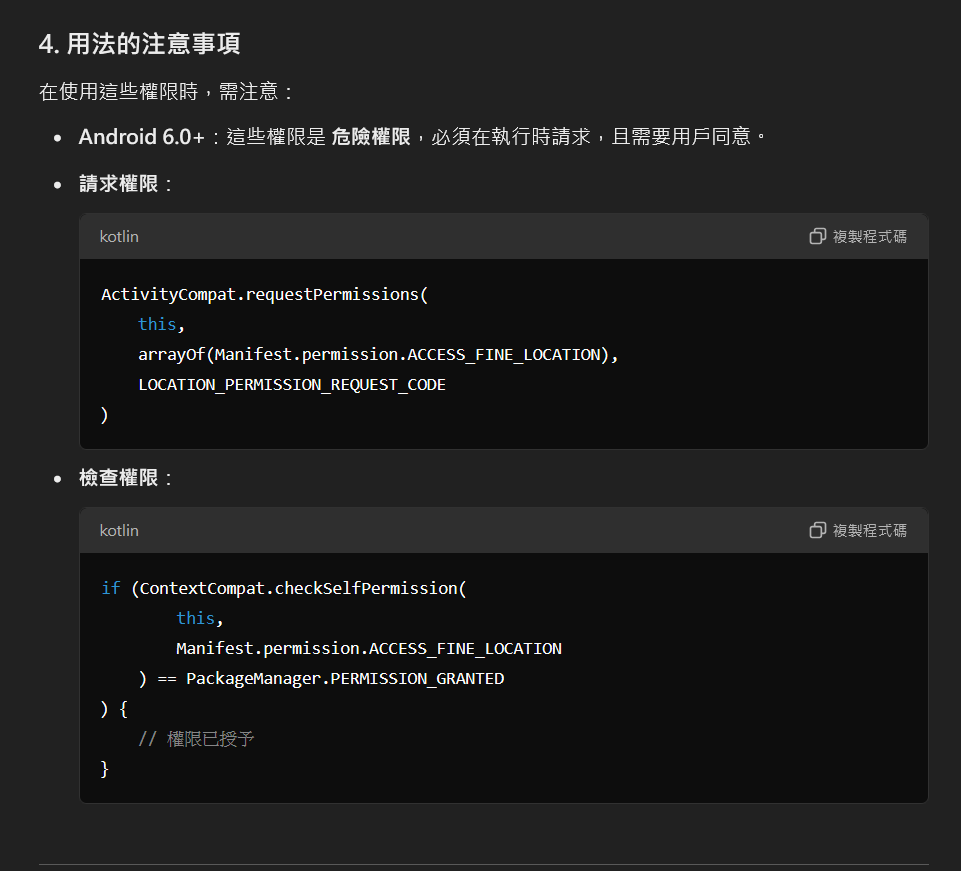 4. 用法的注意事項
在使用這些權限時，需注意：
• Android 6.0+：這些權限是 危險權限，必須在執行時請求，且需要用戶同意。
• 請求權限：
kotlin 複製程式碼
ActivityCompat.requestPermissions(
    this,
    arrayOf(Manifest.permission.ACCESS_FINE_LOCATION),
    LOCATION_PERMISSION_REQUEST_CODE
)
• 檢查權限：
kotlin 複製程式碼
if (ContextCompat.checkSelfPermission(
        this,
        Manifest.permission.ACCESS_FINE_LOCATION
    ) == PackageManager.PERMISSION_GRANTED
) {
    // 權限已授予
}